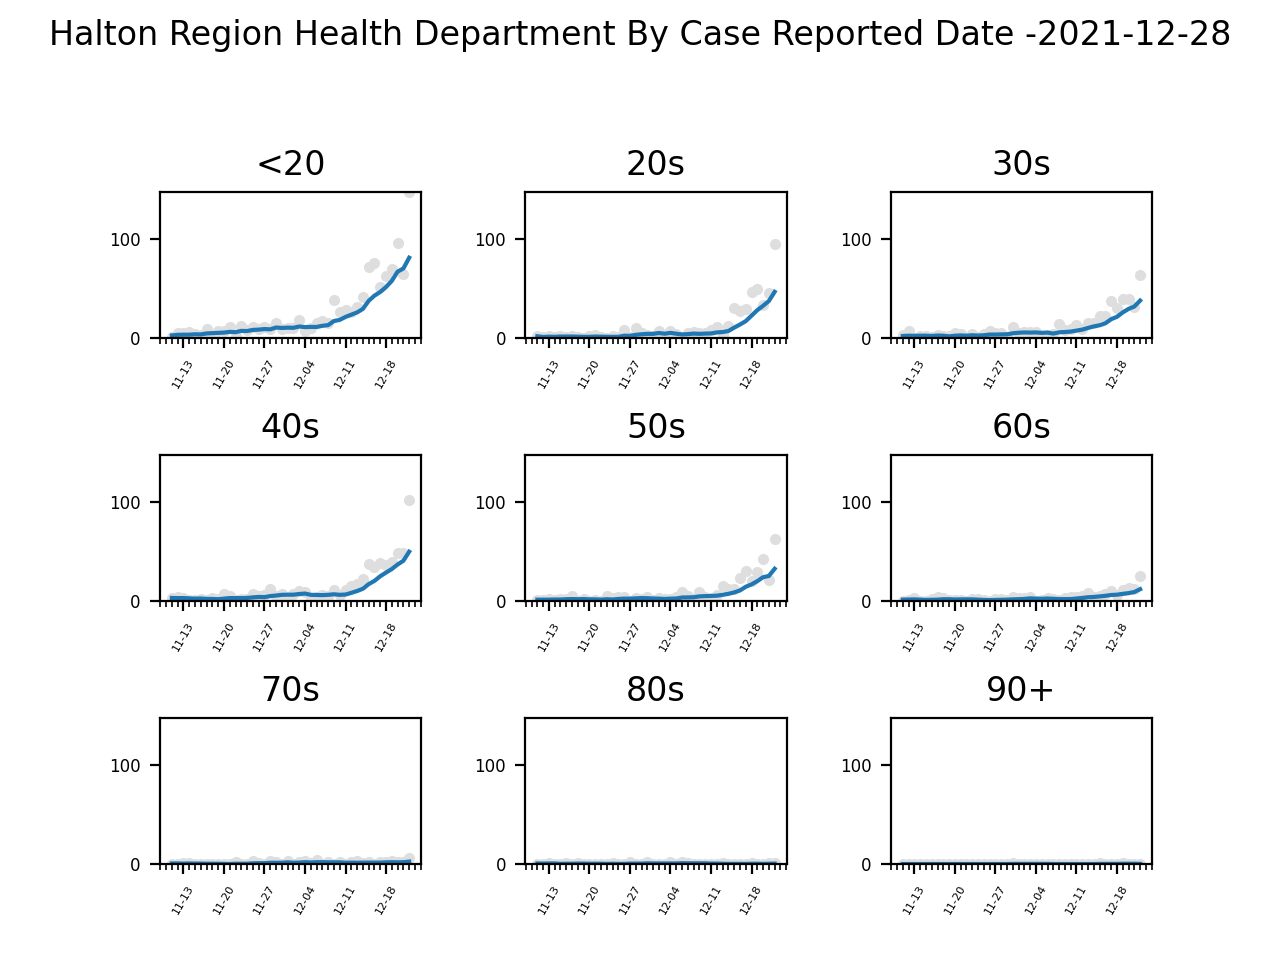 Halton Region Health Department By Case Reported Date -2021-12-28
<20 20s 30s
100 100 100
0 0 0
11-13 11-20 11-27 12-04 12-11 12-18 11-13 11-20 11-27 12-04 12-11 12-18 11-13 11-20 11-27 12-04 12-11 12-18
40s 50s 60s
100 100 100
0 0 0
11-13 11-20 11-27 12-04 12-11 12-18 11-13 11-20 11-27 12-04 12-11 12-18 11-13 11-20 11-27 12-04 12-11 12-18
70s 80s 90+
100 100 100
0 0 0
11-13 11-20 11-27 12-04 12-11 12-18 11-13 11-20 11-27 12-04 12-11 12-18 11-13 11-20 11-27 12-04 12-11 12-18